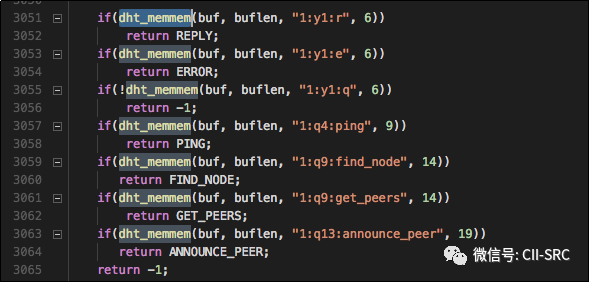 3051 if(dht_memmem(buf, buflen, "1:y1:r", 6))
3052 return REPLY;
3053 if(dht_memmem(buf, buflen, "1:y1:e", 6))
3054 return ERROR;
3055 if(!dht_memmem(buf, buflen, "1:y1:q", 6))
3056 return -1;
3057 if(dht_memmem(buf, buflen, "1:q4:ping", 9))
3058 return PING;
3059 if(dht_memmem(buf, buflen, "1:q9:find_node", 14))
3060 return FIND_NODE;
3061 if(dht_memmem(buf, buflen, "1:q9:get_peers", 14))
3062 return GET_PEERS;
3063 if(dht_memmem(buf, buflen, "1:q13:announce_peer", 19))
3064 return ANNOUNCE_PEER;
3065 return -1;
微信号: CII-SRC